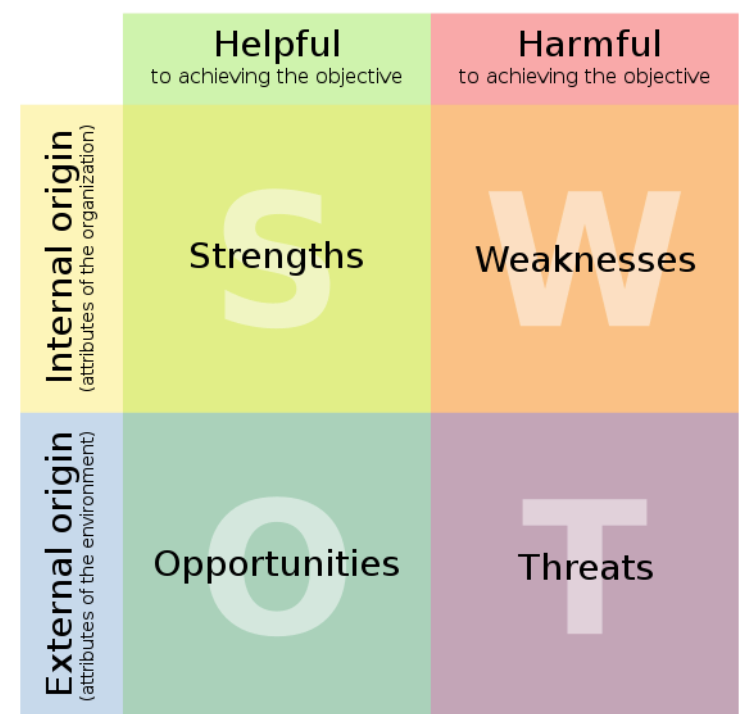 Helpful
to achieving the objective
Harmful
to achieving the objective
Internal origin
(attributes of the organization)
S
Strengths
W
Weaknesses
External origin
(attributes of the environment)
O
Opportunities
T
Threats